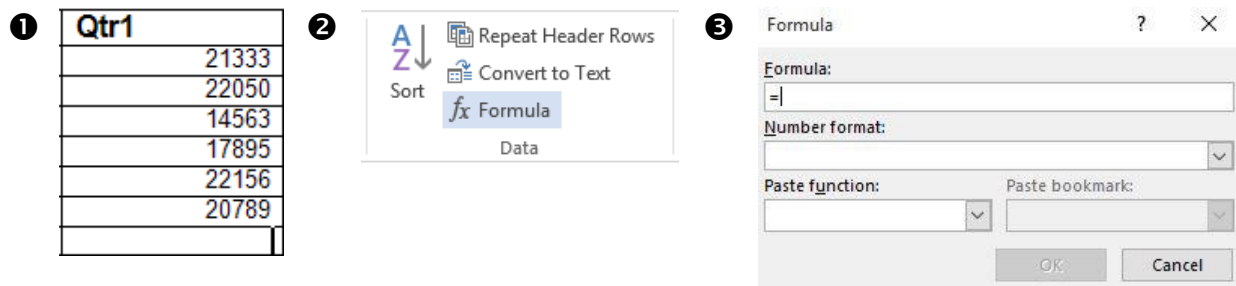 ❶
Qtr1
21333
22050
14563
17895
22156
20789
❷
A
Z
Sort
Repeat Header Rows
Convert to Text
fx Formula
Data
❸
Formula ? ×
Formula:
=
Number format:
Paste function: Paste bookmark:
OK Cancel